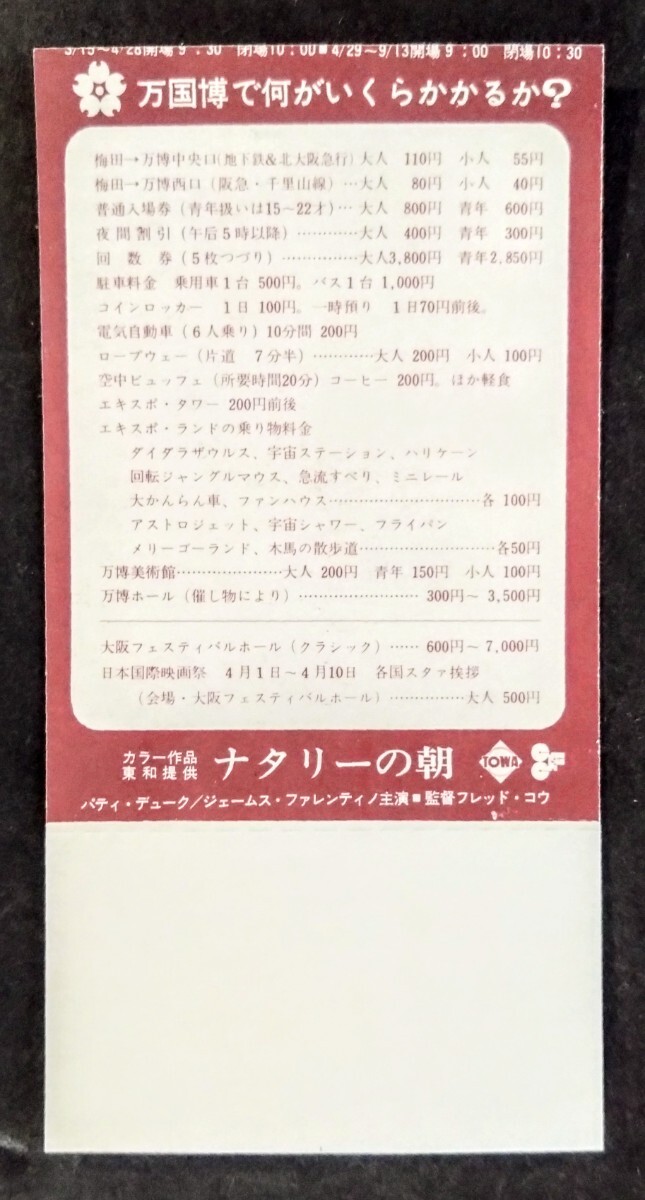 3/15～4/28開場9：30 閉場10:00■4/29～9/13開場9：00 閉場10：30
万国博で何がいくらかかるか?
梅田→万博中央口(地下鉄&北大阪急行)大人 110円 小人 55円
梅田→万博西口（阪急・千里山線）…大人 80円 小人 40円
普通入場券（青年扱いは15～22才）…大人 800円 青年 600円
夜間割引（午后5時以降）…………大人 400円 青年 300円
回数券（5枚つづり）……………大人3,800円 青年2,850円
駐車料金 乗用車1台 500円。バス1台 1,000円
コインロッカー 1日 100円。一時預り 1日70円前後。
電気自動車（6人乗り）10分間 200円
ロープウェー（片道 7分半）…………大人 200円 小人 100円
空中ビュッフェ（所要時間20分）コーヒー 200円。ほか軽食
エキスポ・タワー 200円前後
エキスポ・ランドの乗り物料金
ダイダラザウルス、宇宙ステーション、ハリケーン
回転ジャングルマウス、急流すべり、ミニレール
大かんらん車、ファンハウス………………………各 100円
アストロジェット、宇宙シャワー、フライパン
メリーゴーランド、木馬の散歩道……………………各50円
万博美術館…………………大人 200円 青年 150円 小人 100円
万博ホール（催し物により）…………………… 300円～ 3,500円
大阪フェスティバルホール（クラシック）…… 600円～7,000円
日本国際映画祭 4月1日～4月10日 各国スタァ挨拶
（会場・大阪フェスティバルホール）……………大人 500円
カラー作品
東和提供 ナタリーの朝 TOWA
パティ・デューク／ジェームス・ファレンティノ主演■監督フレッド・コウ